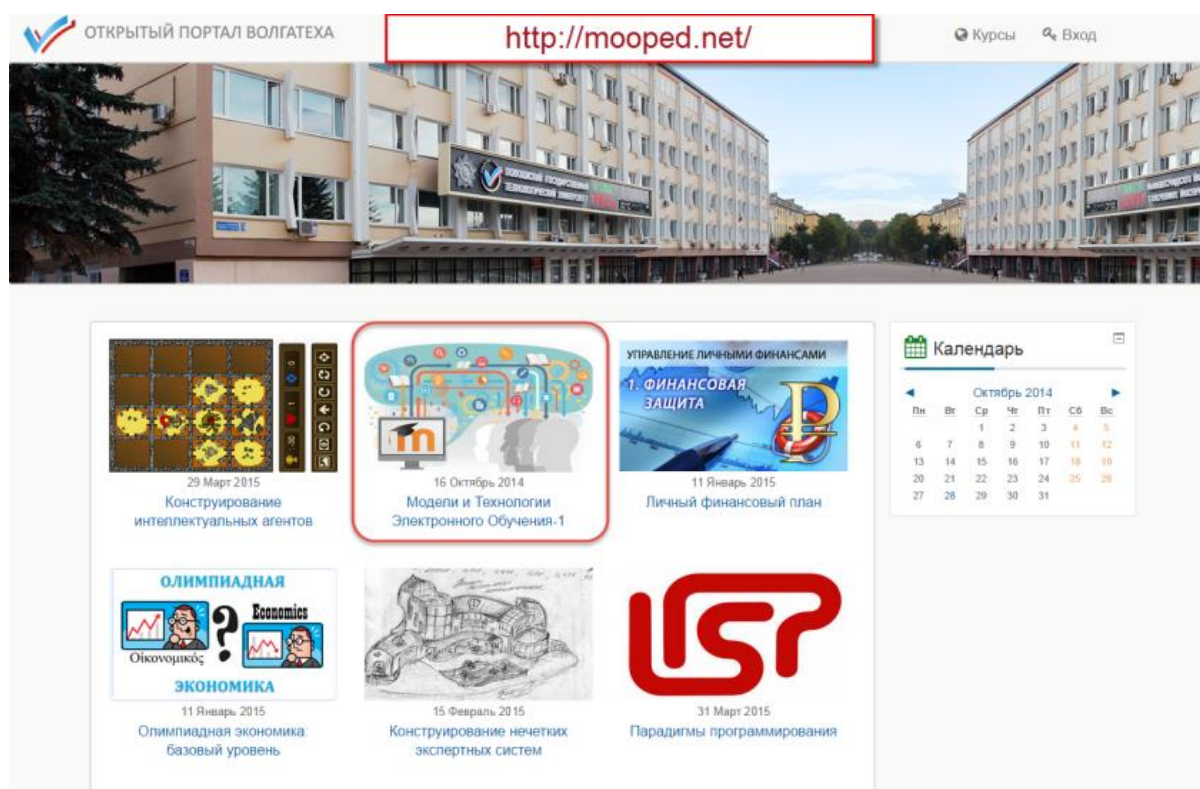 ОТКРЫТЫЙ ПОРТАЛ ВОЛГАТЕХА
http://mooped.net/
Курсы
Вход
ПОВОЛЖСКИЙ ГОСУДАРСТВЕННЫЙ
ТЕХНОЛОГИЧЕСКИЙ УНИВЕРСИТЕТ
29 Март 2015
Конструирование
интеллектуальных агентов
m
16 Октябрь 2014
Модели и Технологии
Электронного Обучения-1
УПРАВЛЕНИЕ ЛИЧНЫМИ ФИНАНСАМИ
1. ФИНАНСОВАЯ
ЗАЩИТА
11 Январь 2015
Личный финансовый план
Календарь
Октябрь 2014
Пн Вт Ср Чт Пт Сб Вс
1 2 3 4 5
6 7 8 9 10 11 12
13 14 15 16 17 18 19
20 21 22 23 24 25 26
27 28 29 30 31
ОЛИМПИАДНАЯ
Economics
?
Οἰκονομικός
ЭКОНОМИКА
11 Январь 2015
Олимпиадная экономика:
базовый уровень
15 Февраль 2015
Конструирование нечетких
экспертных систем
LISP
31 Март 2015
Парадигмы программирования